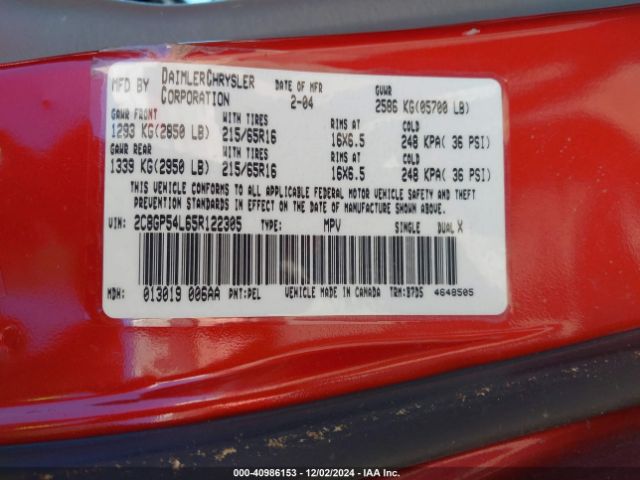 MFD BY DAIMLERCHRYSLER CORPORATION DATE OF MFR 2-04 GVWR 2586 KG(05700 LB)
GAWR FRONT WITH TIRES RIMS AT COLD
1293 KG(2850 LB) 215/65R16 16X6.5 248 KPA( 36 PSI)
GAWR REAR WITH TIRES RIMS AT COLD
1339 KG(2950 LB) 215/65R16 16X6.5 248 KPA( 36 PSI)
THIS VEHICLE CONFORMS TO ALL APPLICABLE FEDERAL MOTOR VEHICLE SAFETY AND THEFT
PREVENTION STANDARDS IN EFFECT ON THE DATE OF MANUFACTURE SHOWN ABOVE.
VIN: 2C8GP54L65R122305 TYPE: MPV SINGLE DUAL X
MDH: 013019 006AA PNT:PEL VEHICLE MADE IN CANADA TRM:B7D5 4648505
000-40986153 - 12/02/2024 - IAA Inc.